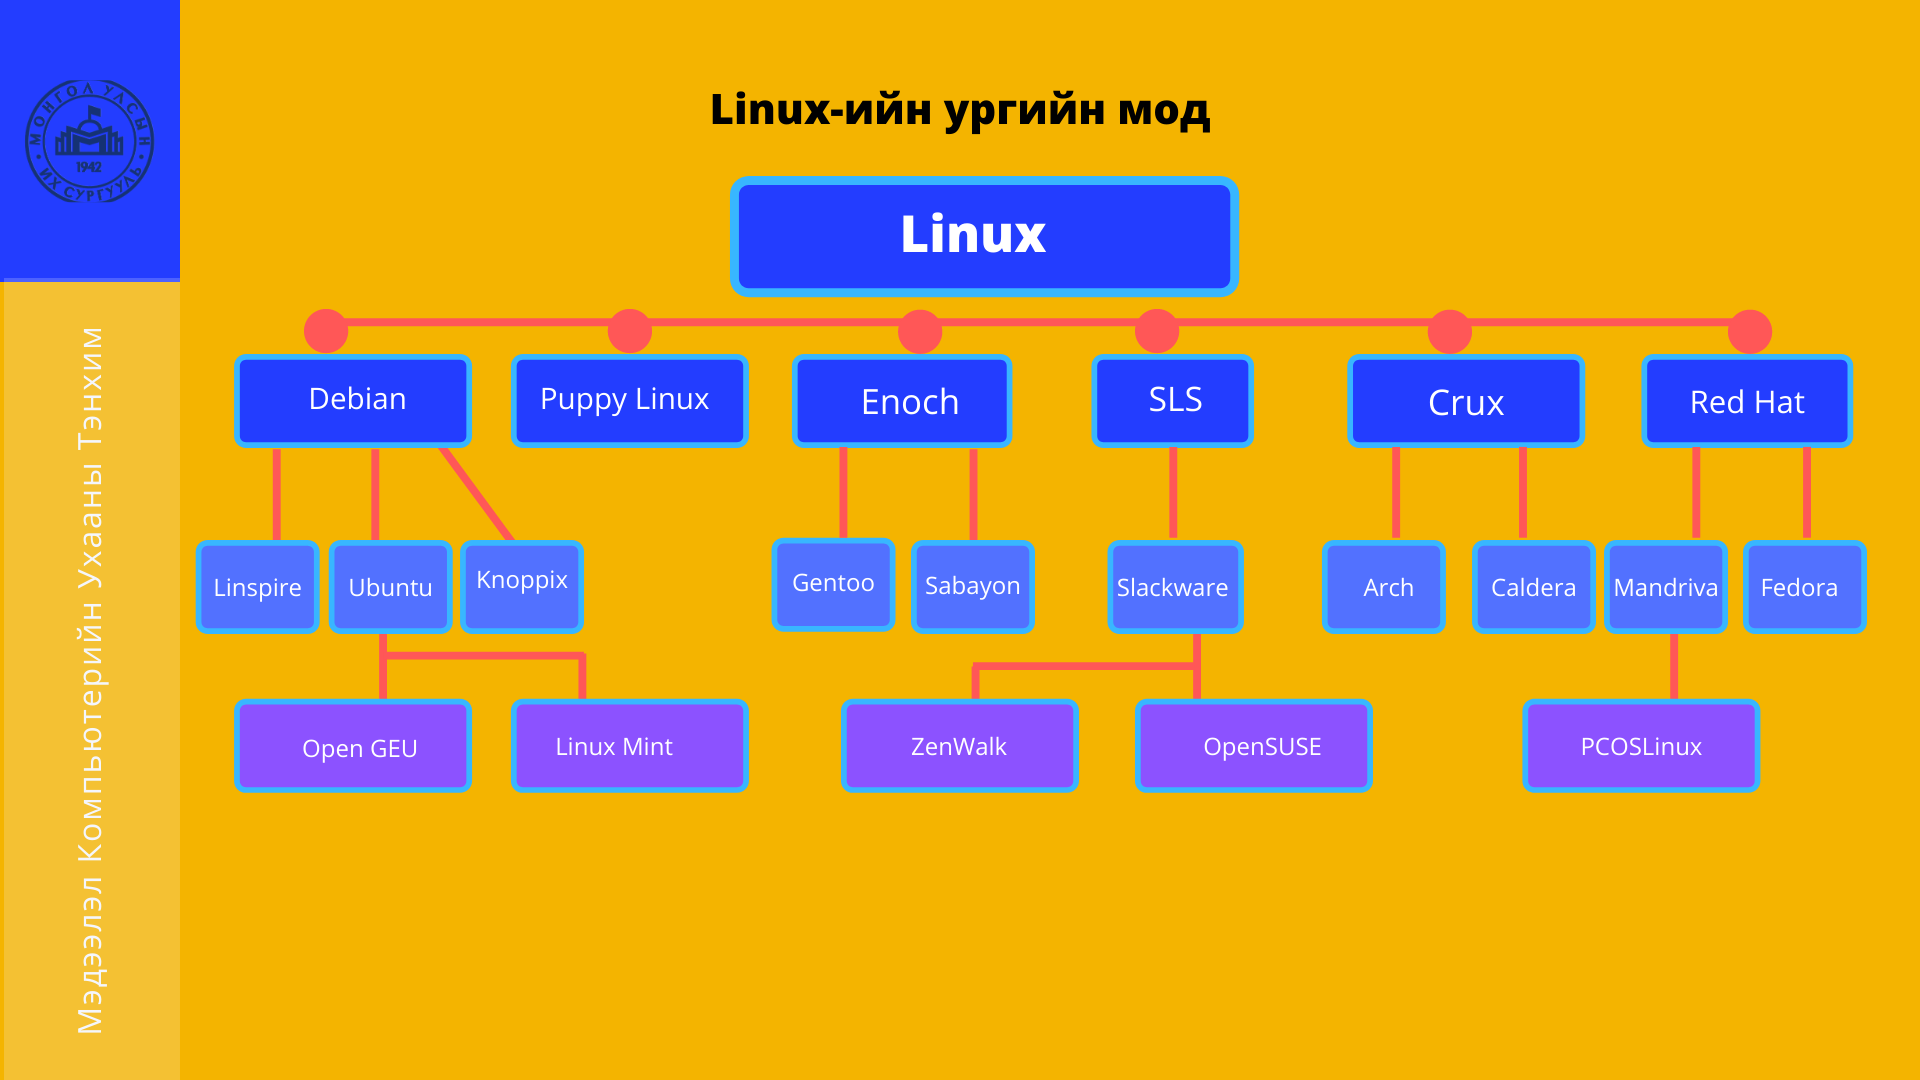 МОНГОЛ УЛСЫН
1942
ИХ СУРГУУЛЬ
Мэдээлэл Компьютерийн Ухааны Тэнхим
Linux-ийн ургийн мод
Linux
Debian
Puppy Linux
Enoch
SLS
Crux
Red Hat
Linspire
Ubuntu
Knoppix
Gentoo
Sabayon
Slackware
Arch
Caldera
Mandriva
Fedora
Open GEU
Linux Mint
ZenWalk
OpenSUSE
PCOSLinux